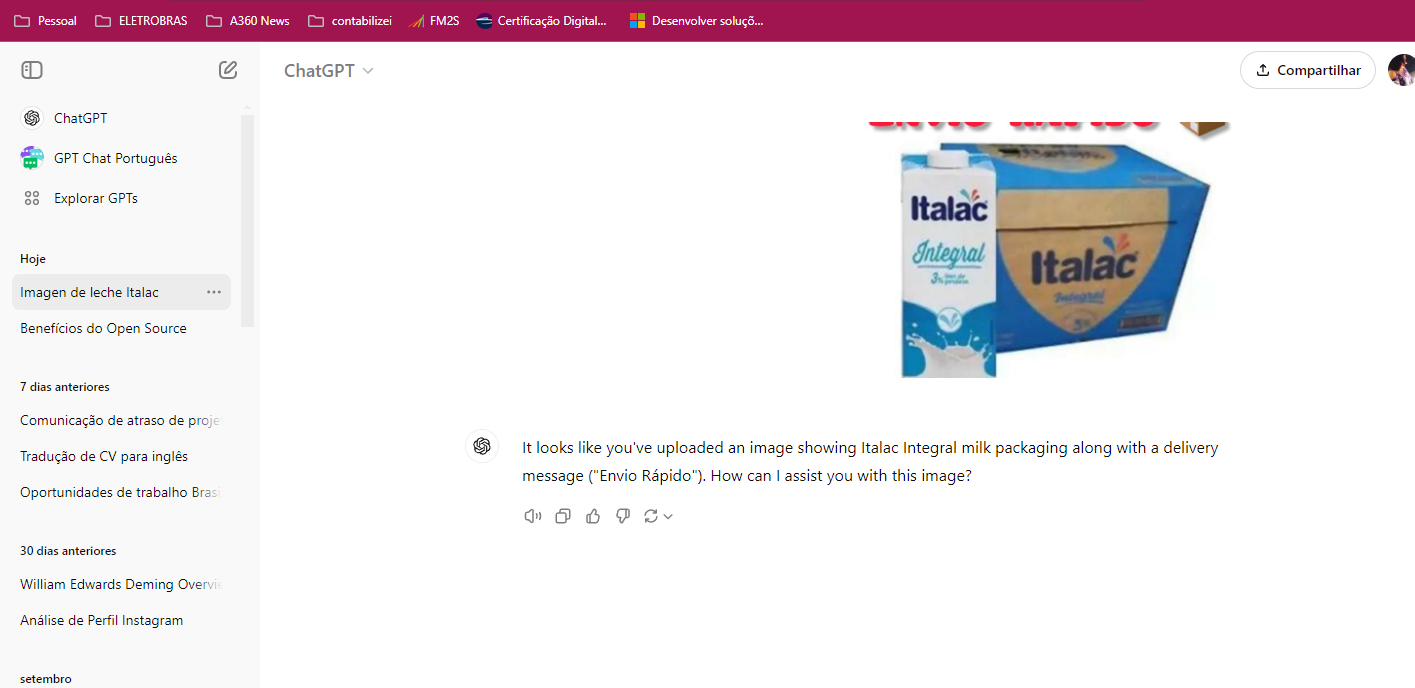 Pessoal
ELETROBRAS
A360 News
contabilizei
FM2S
Certificação Digital...
Desenvolver soluçõ...
ChatGPT
Compartilhar
ChatGPT
GPT Chat Português
Explorar GPTs
Hoje
Imagen de leche Italac
Benefícios do Open Source
7 dias anteriores
Comunicação de atraso de proje
Tradução de CV para inglês
Oportunidades de trabalho Brasi
30 dias anteriores
William Edwards Deming Overvie
Análise de Perfil Instagram
setembro
Italac
Integral
3%
Italac
Integral
It looks like you've uploaded an image showing Italac Integral milk packaging along with a delivery
message ("Envio Rápido"). How can I assist you with this image?